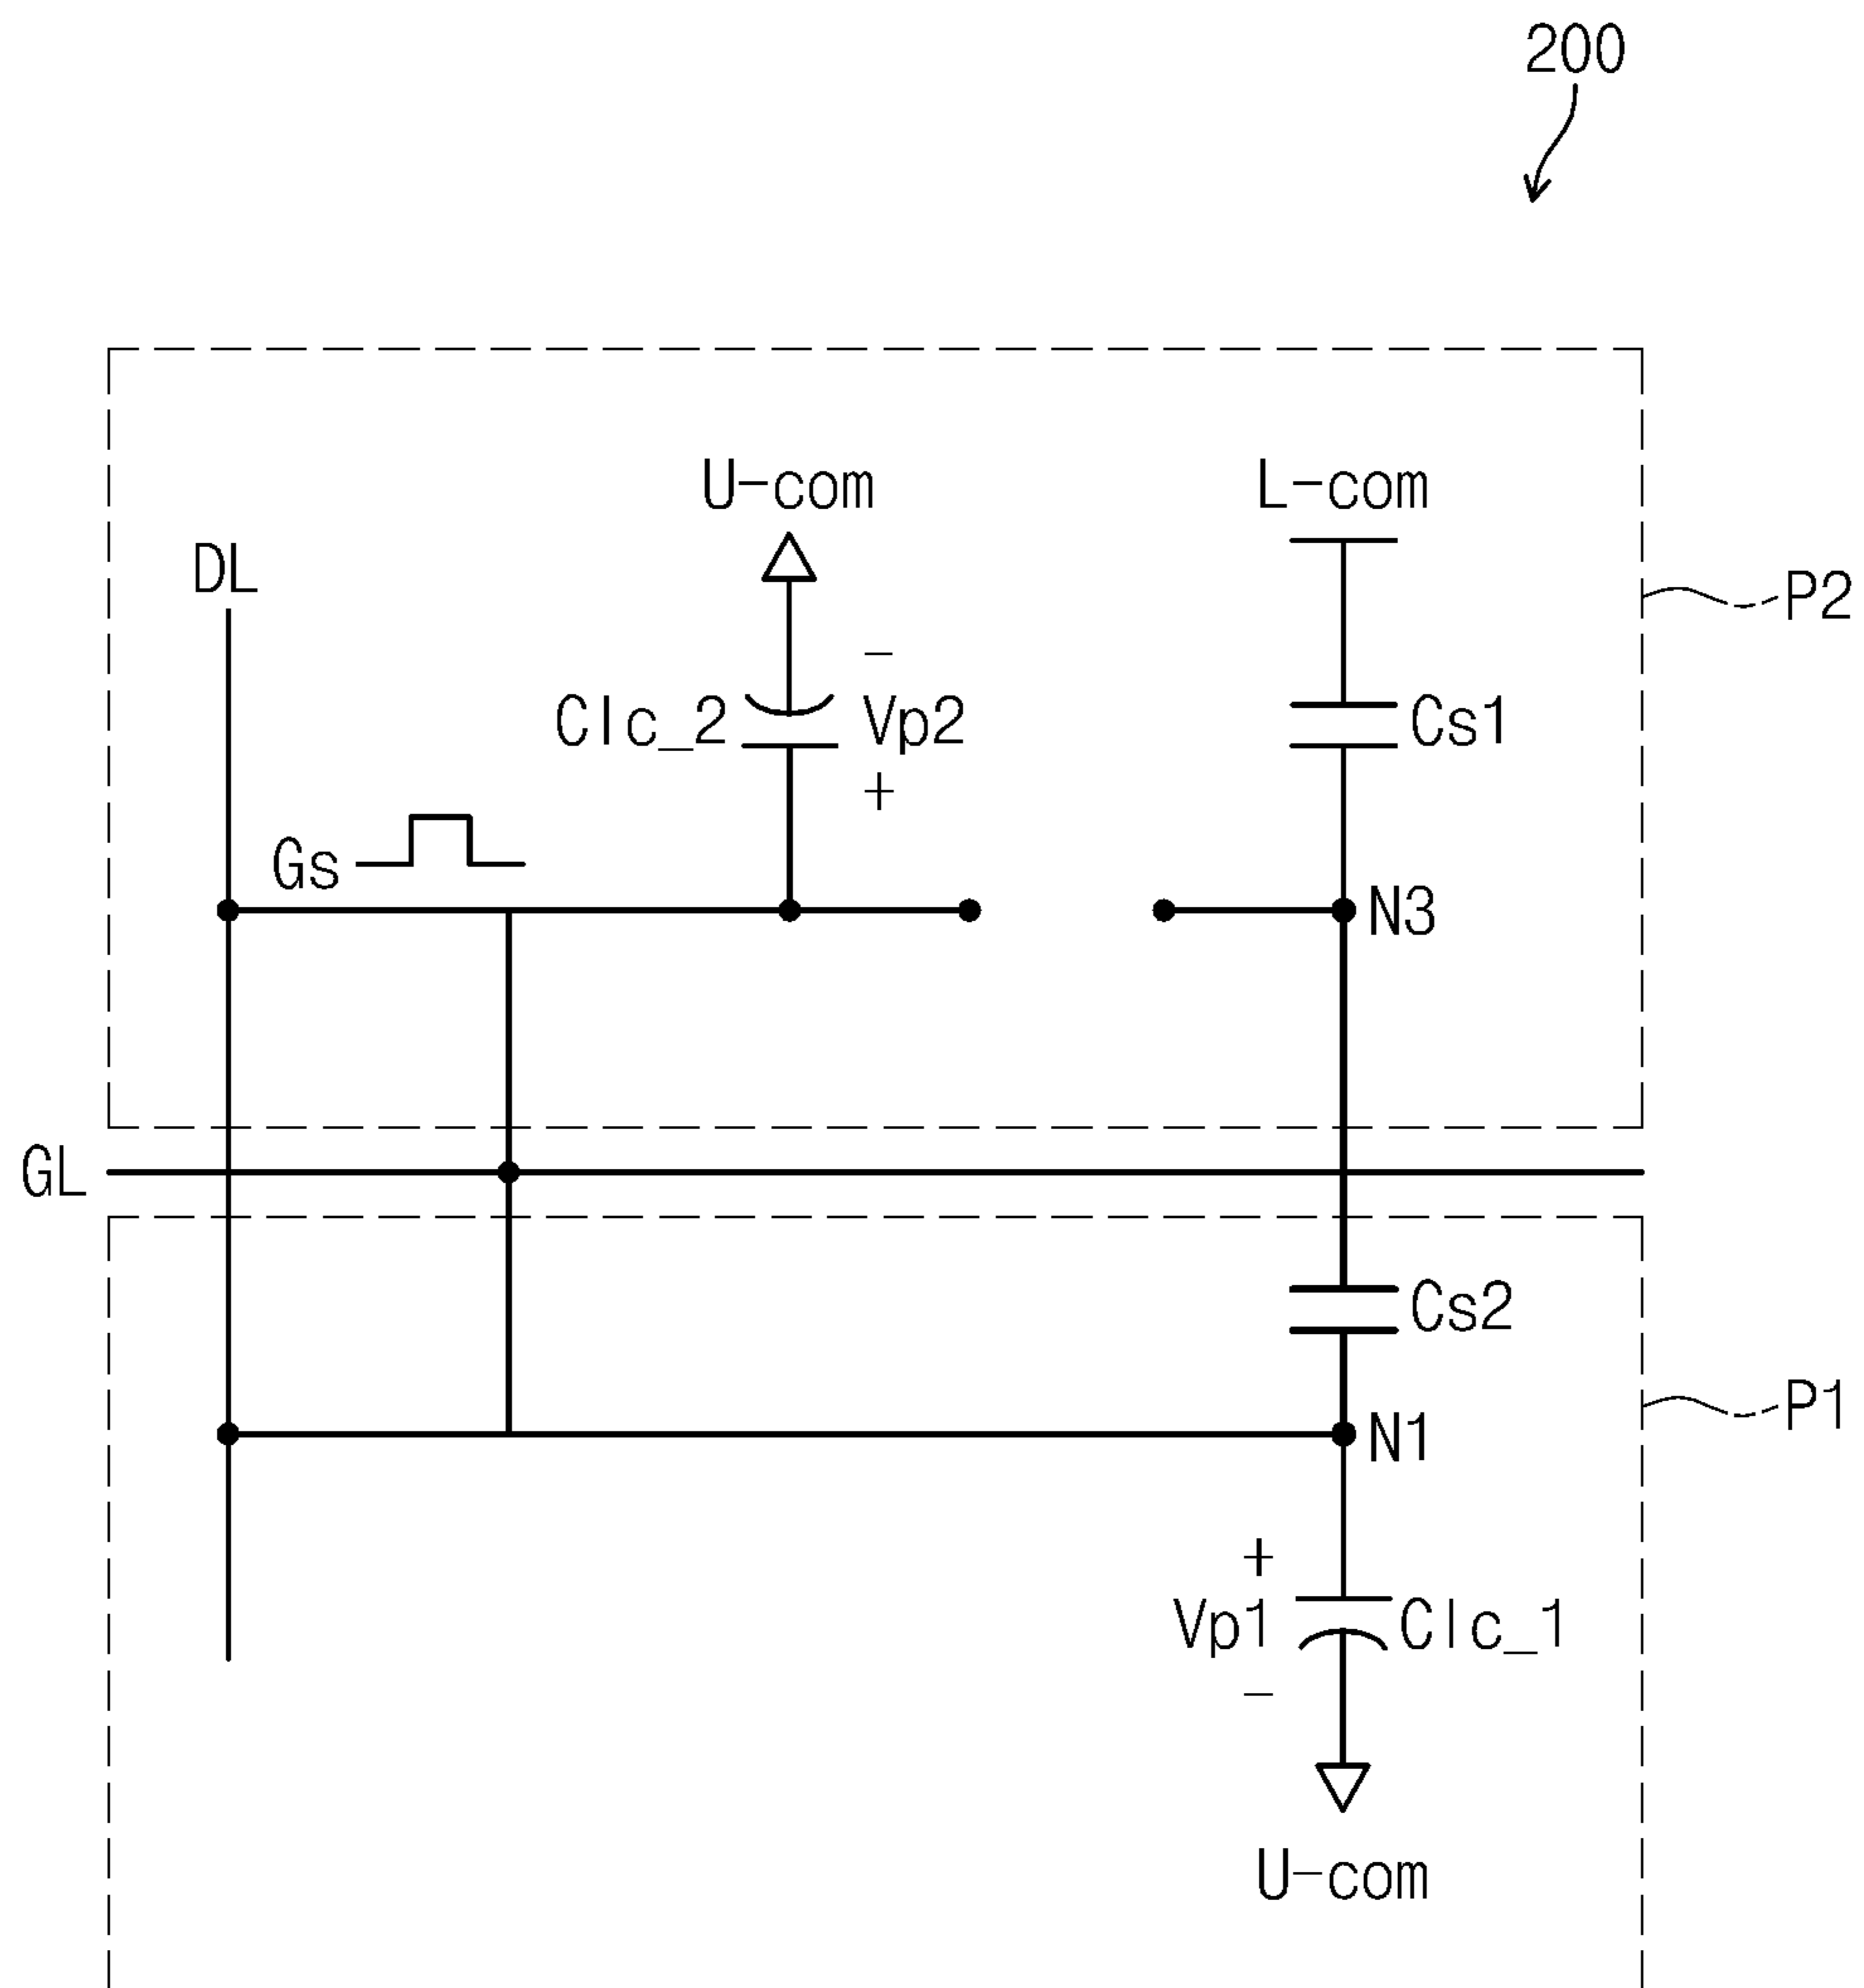 200
U-com
L-com
DL
P2
-
Clc_2
Vp2
Cs1
+
Gs
N3
GL
Cs2
P1
N1
+
Vp1
Clc_1
-
U-com